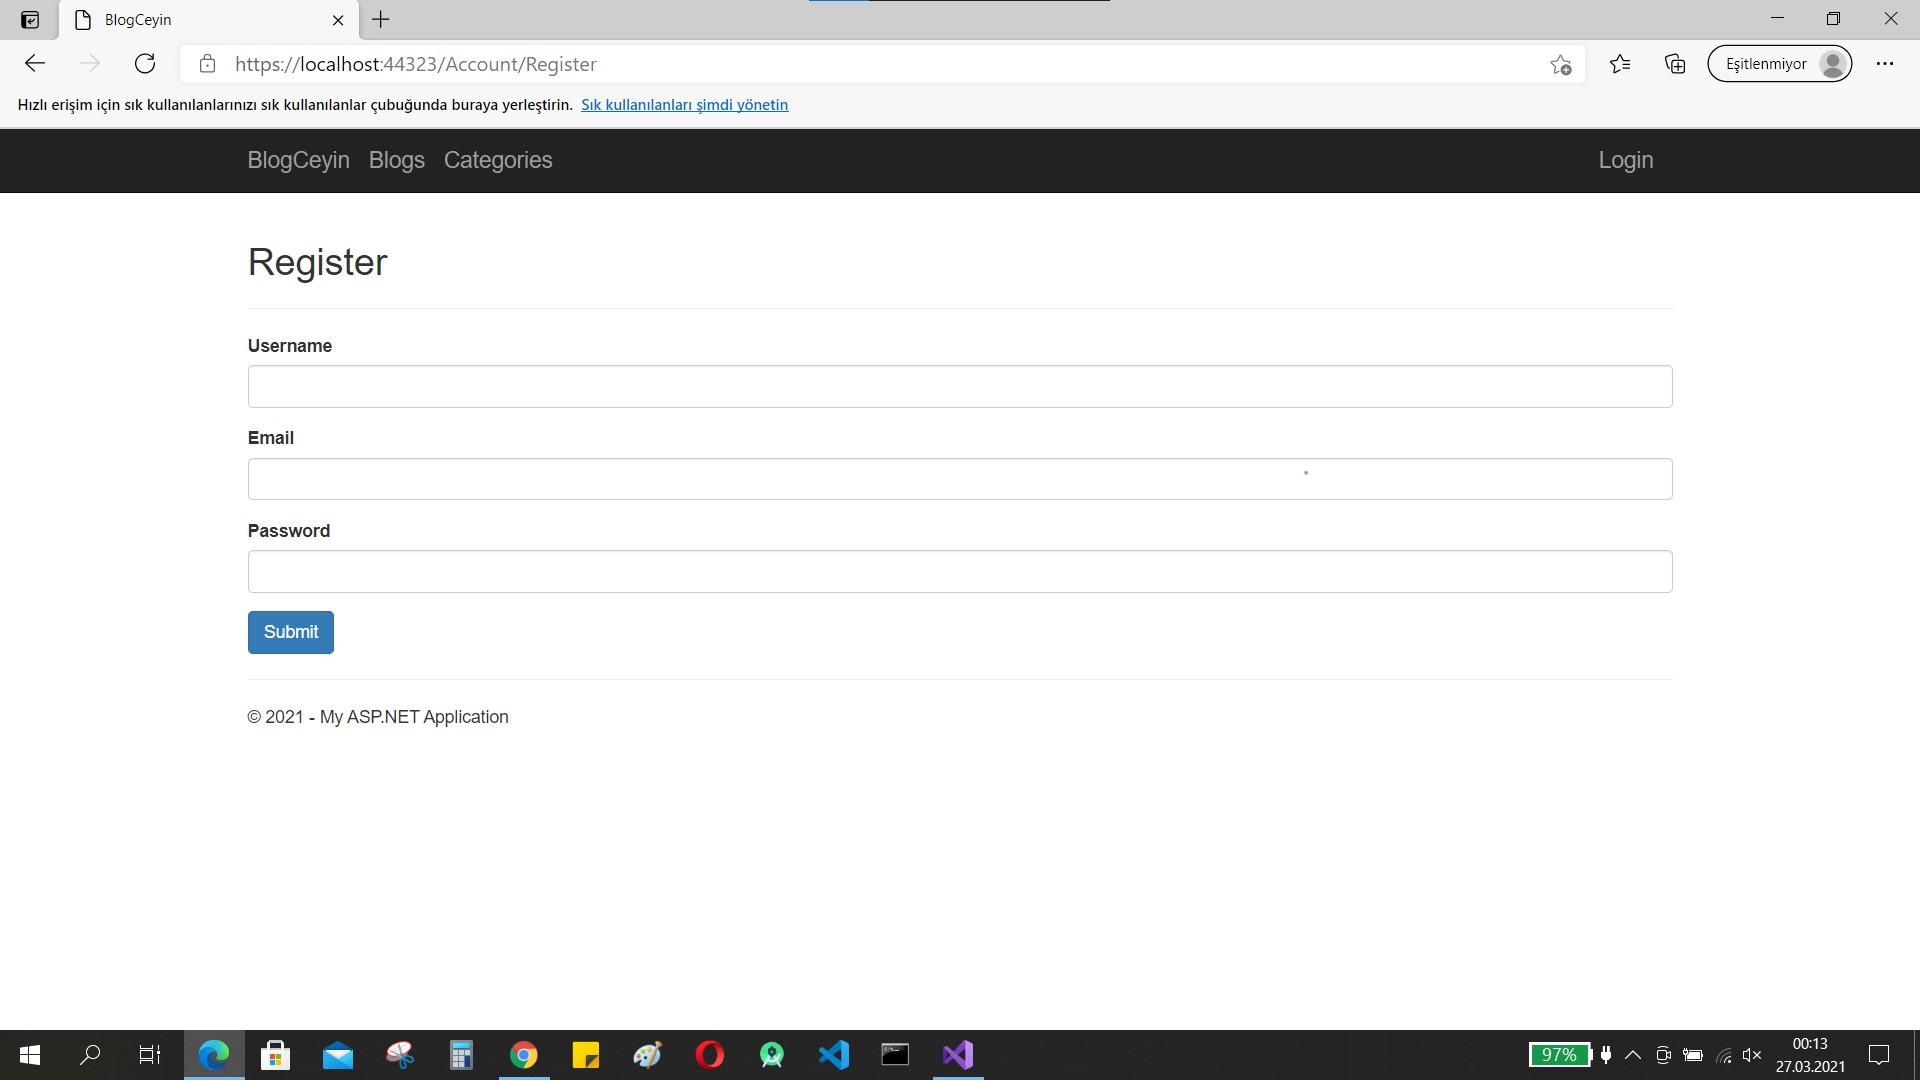 BlogCeyin
https://localhost:44323/Account/Register
Eşitlenmiyor
Hızlı erişim için sık kullanılanlarınızı sık kullanılanlar çubuğunda buraya yerleştirin. Sık kullanılanları şimdi yönetin
BlogCeyin Blogs Categories Login
Register
Username
Email
Password
Submit
© 2021 - My ASP.NET Application
97%
00:13
27.03.2021